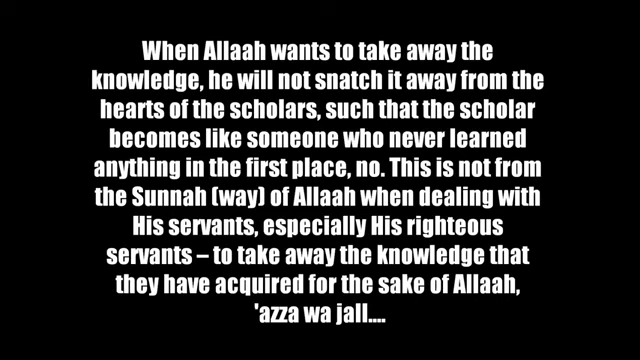 When Allaah wants to take away the
knowledge, he will not snatch it away from the
hearts of the scholars, such that the scholar
becomes like someone who never learned
anything in the first place, no. This is not from
the Sunnah (way) of Allaah when dealing with
His servants, especially His righteous
servants – to take away the knowledge that
they have acquired for the sake of Allaah,
'azza wa jall....